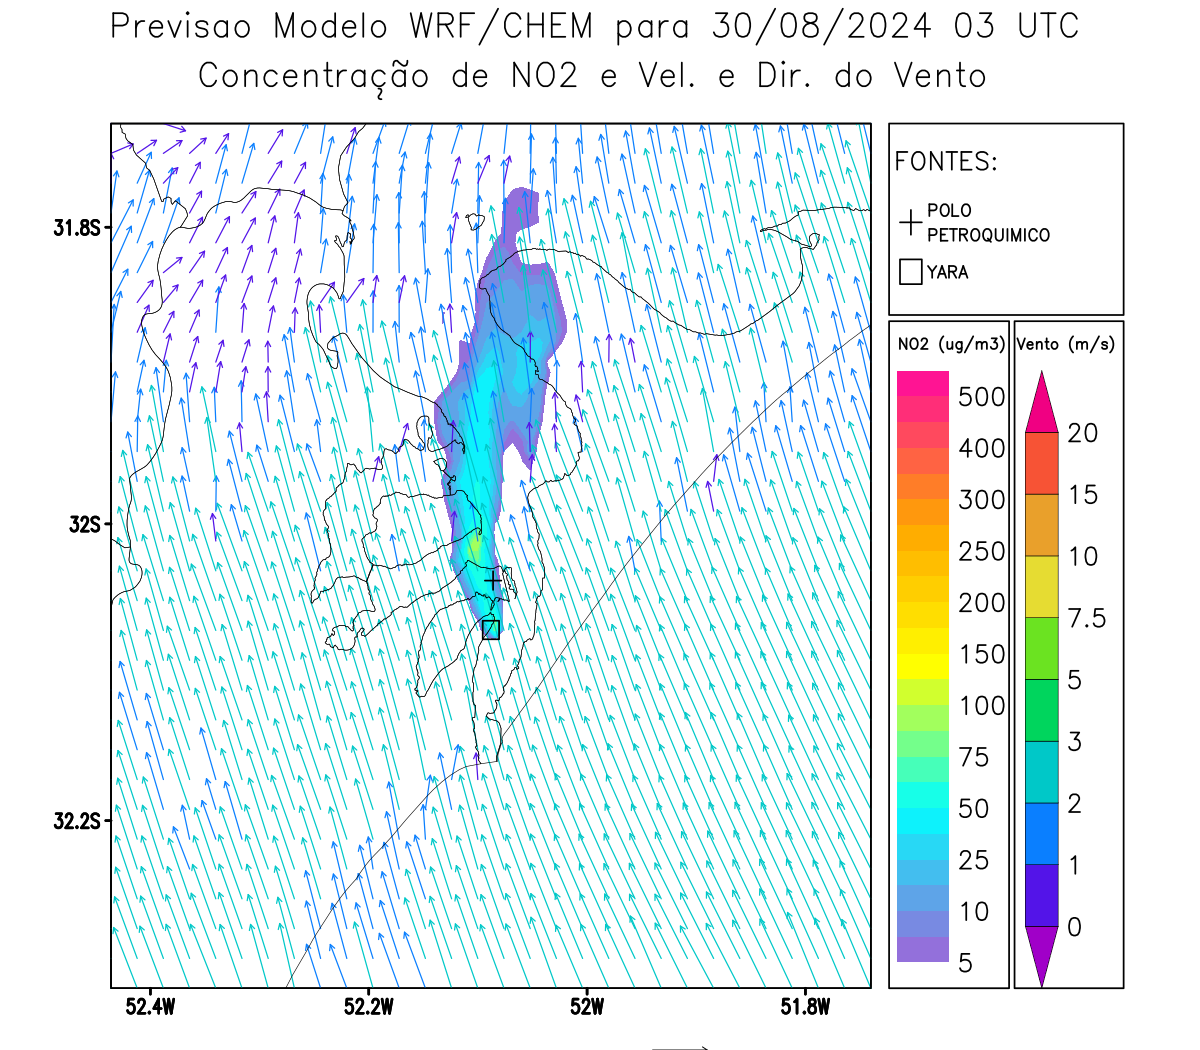 Previsao Modelo WRF/CHEM para 30/08/2024 03 UTC
Concentração de NO2 e Vel. e Dir. do Vento
FONTES:
POLO
PETROQUIMICO
YARA
NO2 (ug/m3)
500
400
300
250
200
150
100
75
50
25
10
5
Vento (m/s)
20
15
10
7.5
5
3
2
1
0
31.8S
32S
32.2S
52.4W
52.2W
52W
51.8W